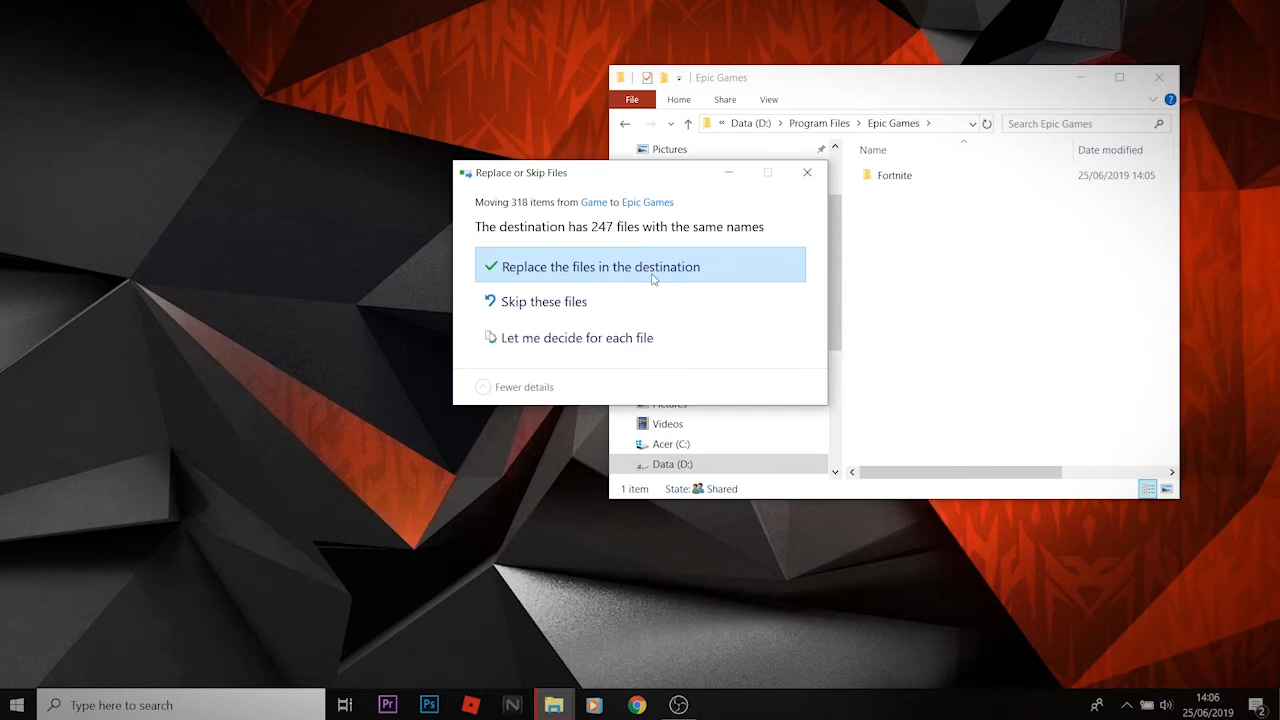 Epic Games
File Home Share View
« Data (D:) > Program Files > Epic Games >
Search Epic Games
Pictures
Name Date modified
Fortnite 25/06/2019 14:05
Replace or Skip Files
Moving 318 items from Game to Epic Games
The destination has 247 files with the same names
Replace the files in the destination
Skip these files
Let me decide for each file
Fewer details
Pictures
Videos
Acer (C:)
Data (D:)
1 item State: Shared
Type here to search
Pr
Ps
N
14:06
25/06/2019
2